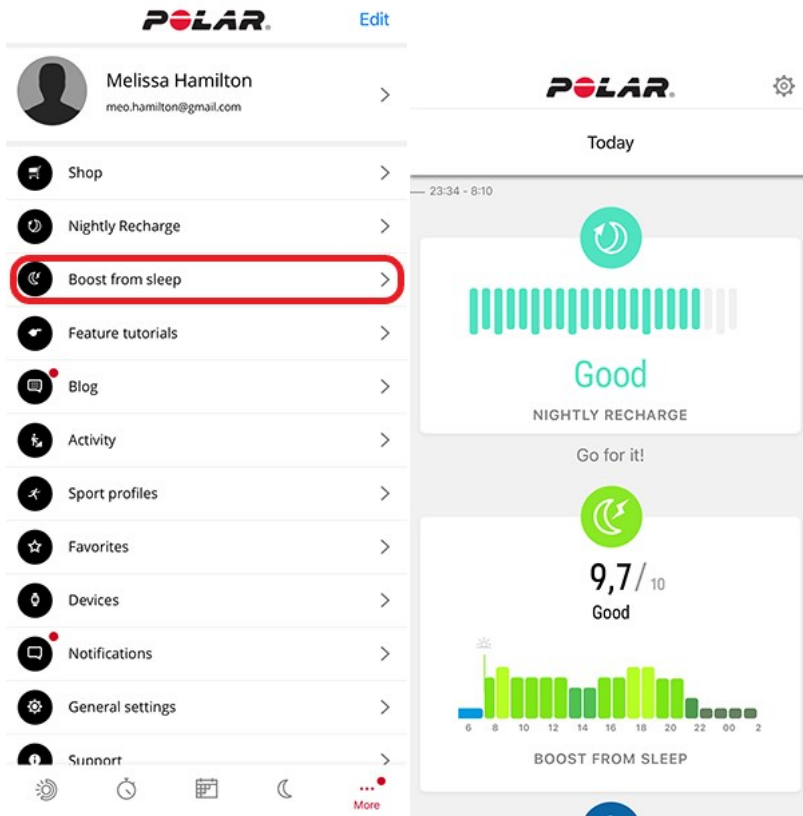 POLAR.
Edit
Melissa Hamilton
meo.hamilton@gmail.com
Shop
Nightly Recharge
Boost from sleep
Feature tutorials
Blog
Activity
Sport profiles
Favorites
Devices
Notifications
General settings
Support
More
POLAR.
Today
23:34 - 8:10
Good
NIGHTLY RECHARGE
Go for it!
9,7/ 10
Good
6 8 10 12 14 16 18 20 22 00 2
BOOST FROM SLEEP